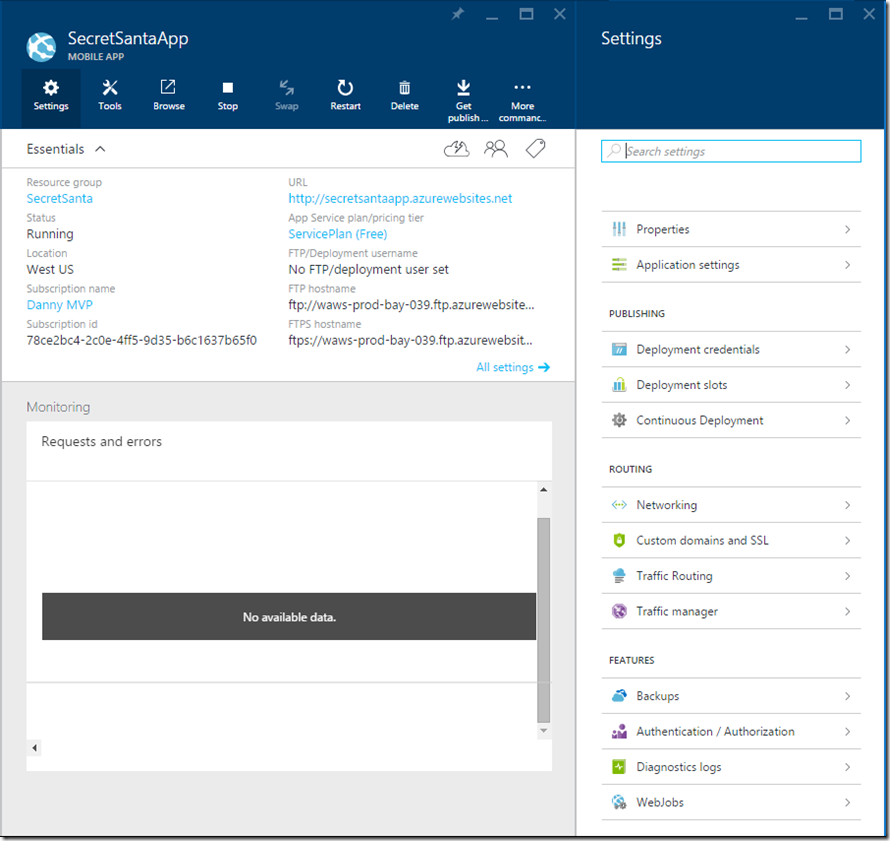 SecretSantaApp
MOBILE APP
Settings
Tools
Browse
Stop
Swap
Restart
Delete
Get
publish ...
More
commanc...
Essentials
Resource group
SecretSanta
Status
Running
Location
West US
Subscription name
Danny MVP
Subscription id
78ce2bc4-2c0e-4ff5-9d35-b6c1637b65f0
URL
http://secretsantaapp.azurewebsites.net
App Service plan/pricing tier
ServicePlan (Free)
FTP/Deployment username
No FTP/deployment user set
FTP hostname
ftp://waws-prod-bay-039.ftp.azurewebsite...
FTPS hostname
ftps://waws-prod-bay-039.ftp.azurewebsit...
All settings
Monitoring
Requests and errors
No available data.
Settings
Search settings
Properties
Application settings
PUBLISHING
Deployment credentials
Deployment slots
Continuous Deployment
ROUTING
Networking
Custom domains and SSL
Traffic Routing
Traffic manager
FEATURES
Backups
Authentication / Authorization
Diagnostics logs
WebJobs